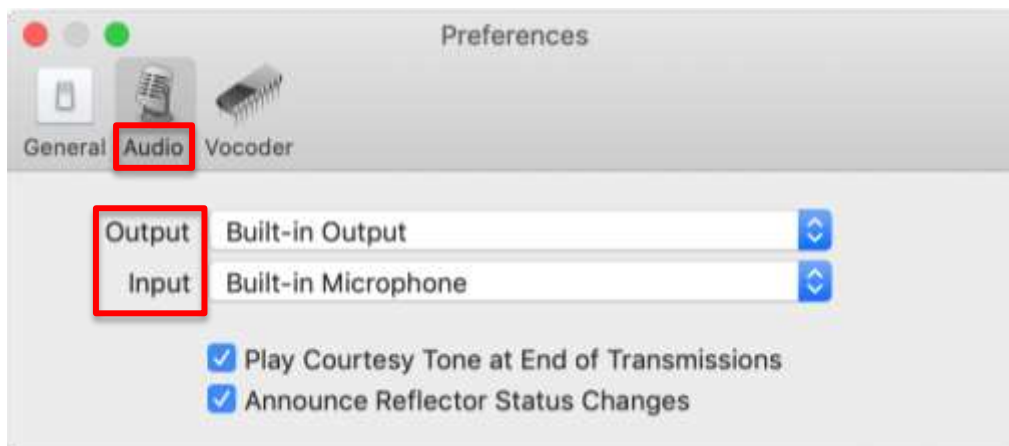 Preferences
General Audio Vocoder
Output Built-in Output
Input Built-in Microphone
Play Courtesy Tone at End of Transmissions
Announce Reflector Status Changes